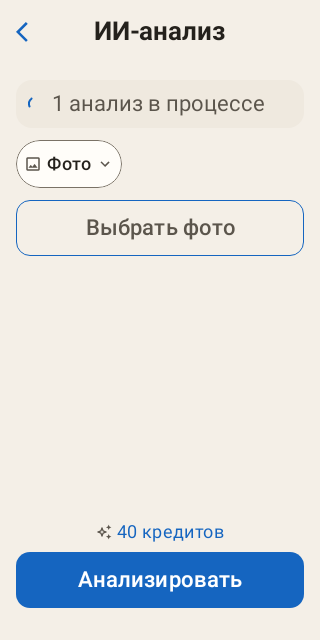 ИИ-анализ
1 анализ в процессе
Фото
Выбрать фото
40 кредитов
Анализировать